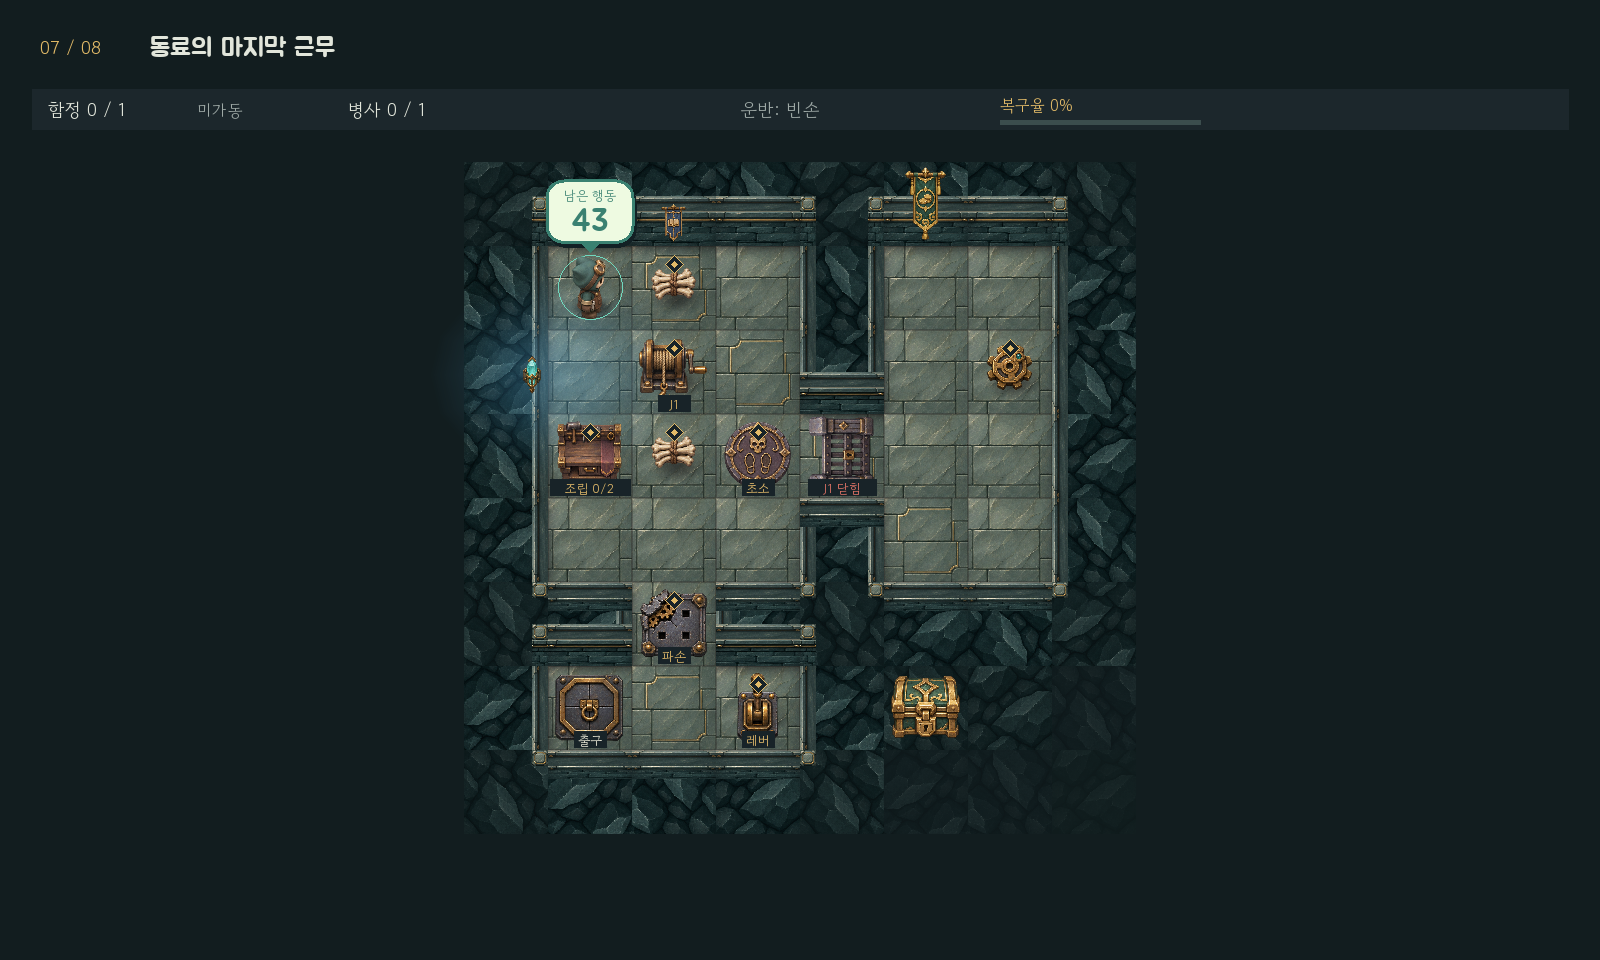 07 / 08
동료의 마지막 근무
함정 0 / 1
미가동
병사 0 / 1
운반: 빈손
복구율 0%
남은 행동
43
J1
조립 0/2
초소
J1 닫힘
파손
출구
레버